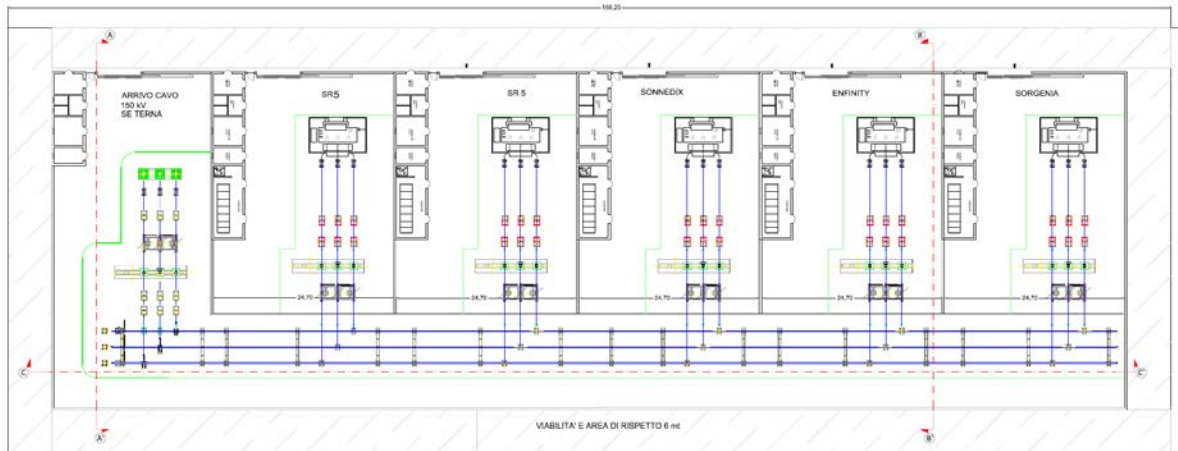 159,20
A
B
ARRIVO CAVO
150 kV
SE TERNA
SR5
SR 5
SONNEDIX
ENFINITY
SORGENIA
24,70
24,70
24,70
24,70
24,70
C
C'
VIABILITA' E AREA DI RISPETTO 6 mt
A'
B'